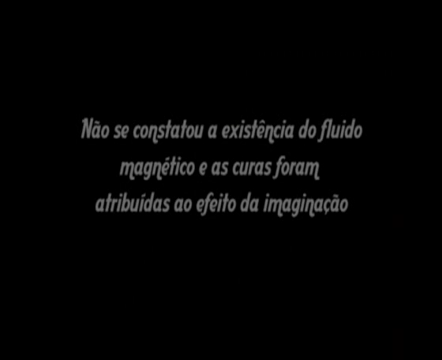 Não se constatou a existência do fluido
magnético e as curas foram
atribuídas ao efeito da imaginação